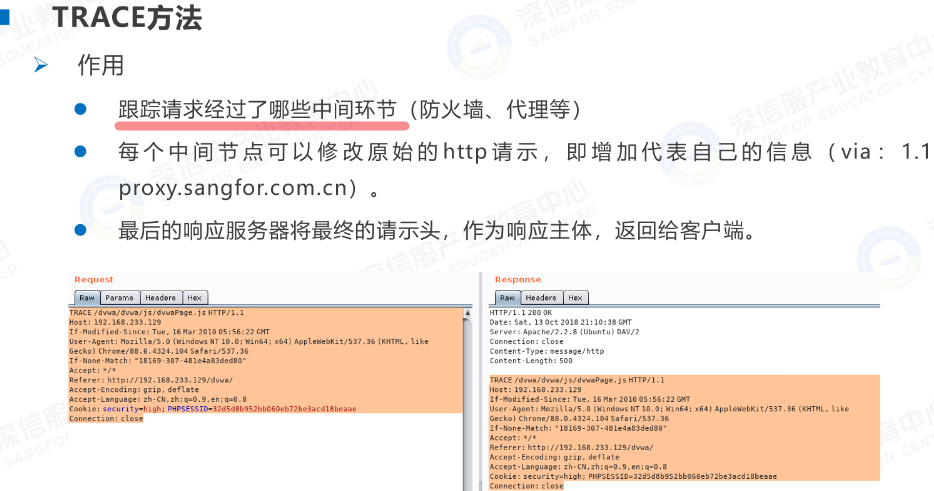 TRACE方法
作用
跟踪请求经过了哪些中间环节（防火墙、代理等）
每个中间节点可以修改原始的http请示，即增加代表自己的信息（via：1.1
proxy.sangfor.com.cn）。
最后的响应服务器将最终的请示头，作为响应主体，返回给客户端。
Request
Raw Params Headers Hex
TRACE /dvwa/dvwa/js/dvwaPage.js HTTP/1.1
Host: 192.168.233.129
If-Modified-Since: Tue, 16 Mar 2010 05:56:22 GMT
User-Agent: Mozilla/5.0 (Windows NT 10.0; Win64; x64) AppleWebKit/537.36 (KHTML, like
Gecko) Chrome/88.0.4324.104 Safari/537.36
If-None-Match: "18169-307-481e4a83ded80"
Accept: */*
Referer: http://192.168.233.129/dvwa/
Accept-Encoding: gzip, deflate
Accept-Language: zh-CN,zh;q=0.9,en;q=0.8
Cookie: security=high; PHPSESSID=32d5d8b952bb060eb72be3acd18beaae
Connection: close
Response
Raw Headers Hex
HTTP/1.1 200 OK
Date: Sat, 13 Oct 2018 21:10:38 GMT
Server: Apache/2.2.8 (Ubuntu) DAV/2
Connection: close
Content-Type: message/http
Content-Length: 500
TRACE /dvwa/dvwa/js/dvwaPage.js HTTP/1.1
Host: 192.168.233.129
If-Modified-Since: Tue, 16 Mar 2010 05:56:22 GMT
User-Agent: Mozilla/5.0 (Windows NT 10.0; Win64; x64) AppleWebKit/537.36 (KHTML, like
Gecko) Chrome/88.0.4324.104 Safari/537.36
If-None-Match: "18169-307-481e4a83ded80"
Accept: */*
Referer: http://192.168.233.129/dvwa/
Accept-Encoding: gzip, deflate
Accept-Language: zh-CN,zh;q=0.9,en;q=0.8
Cookie: security=high; PHPSESSID=32d5d8b952bb060eb72be3acd18beaae
Connection: close
深信服产业教育中心
SANGFOR EDUCATION CENTER